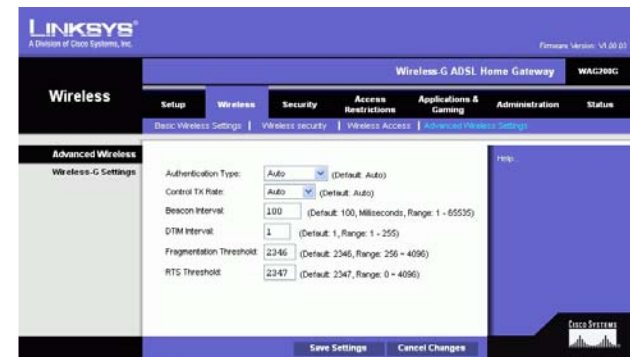 LINKSYS®
A Division of Cisco Systems, Inc.
Firmware Version: V1.00.03
Wireless-G ADSL Home Gateway WAG200G
Wireless
Setup Wireless Security Access Restrictions Applications & Gaming Administration Status
Basic Wireless Settings | Wireless security | Wireless Access | Advanced Wireless Settings
Advanced Wireless
Wireless-G Settings
Help...
Authentication Type: Auto (Default: Auto)
Control TX Rate: Auto (Default: Auto)
Beacon Interval: 100 (Default: 100, Milliseconds, Range: 1 - 65535)
DTIM Interval: 1 (Default: 1, Range: 1 - 255)
Fragmentation Threshold: 2346 (Default: 2346, Range: 256 ~ 4096)
RTS Threshold: 2347 (Default: 2347, Range: 0 ~ 4096)
Save Settings Cancel Changes
CISCO SYSTEMS